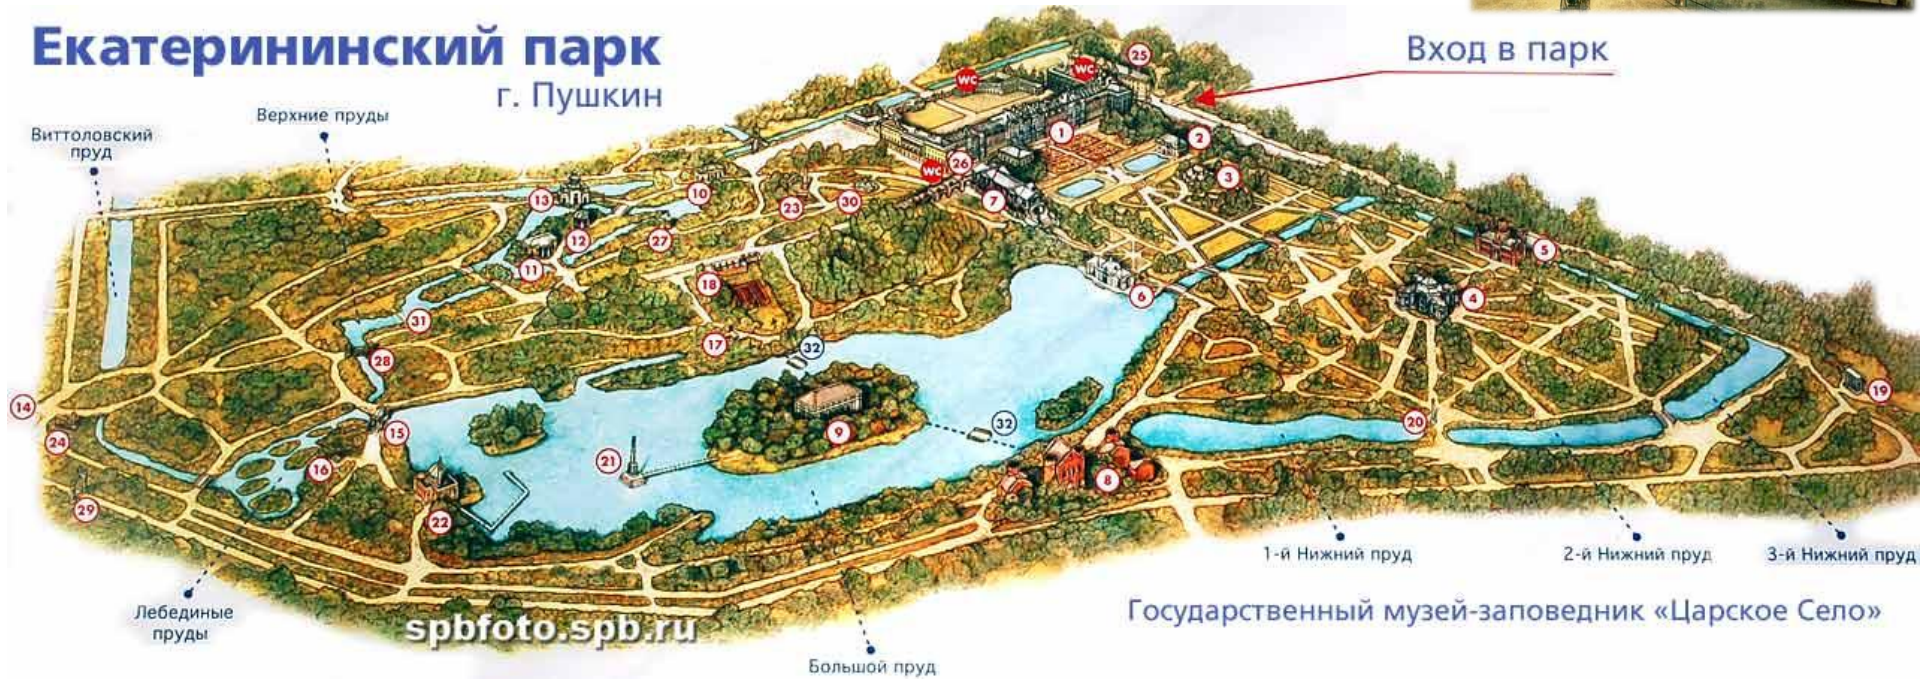 Екатерининский парк
г. Пушкин
Вход в парк
Виттоловский
пруд
Верхние пруды
WC
WC
25
1
2
WC
26
3
13
10
23
30
7
12
27
11
5
18
6
4
31
17
32
28
14
19
15
9
32
20
24
16
21
8
29
22
1-й Нижний пруд
2-й Нижний пруд
3-й Нижний пруд
Лебединые
пруды
Государственный музей-заповедник «Царское Село»
spbfoto.spb.ru
Большой пруд